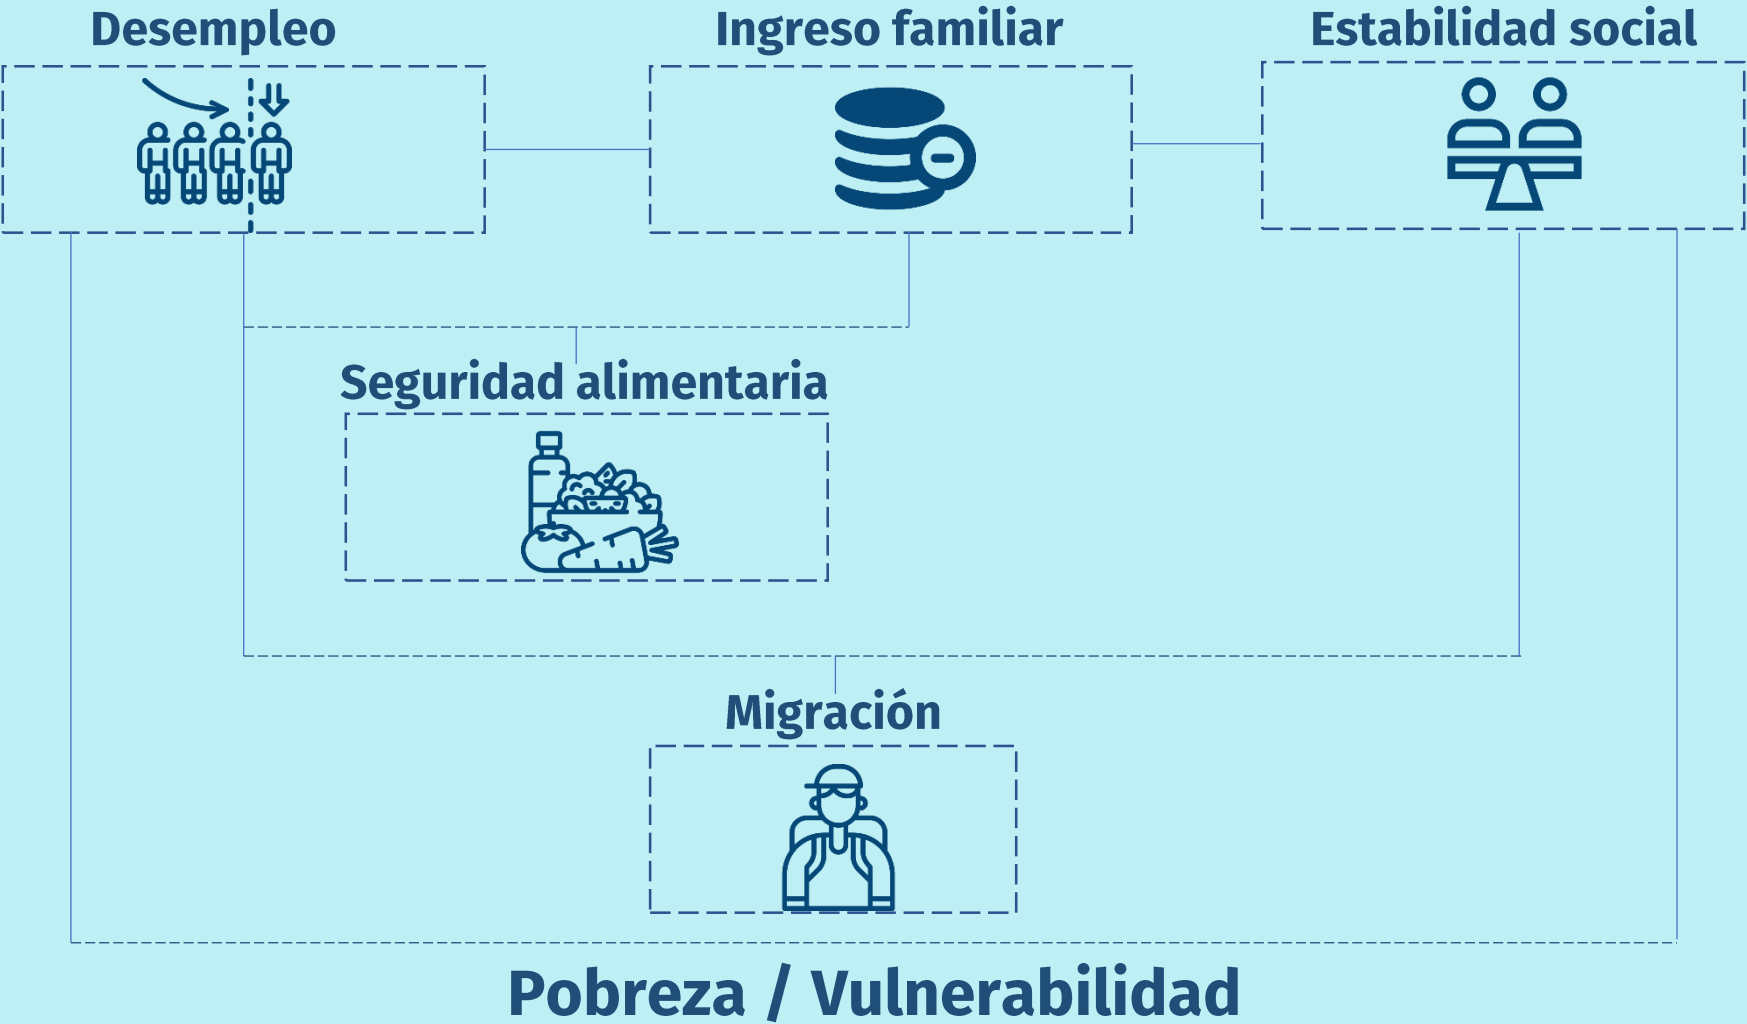 Desempleo
Ingreso familiar
Estabilidad social
Seguridad alimentaria
Migración
Pobreza / Vulnerabilidad